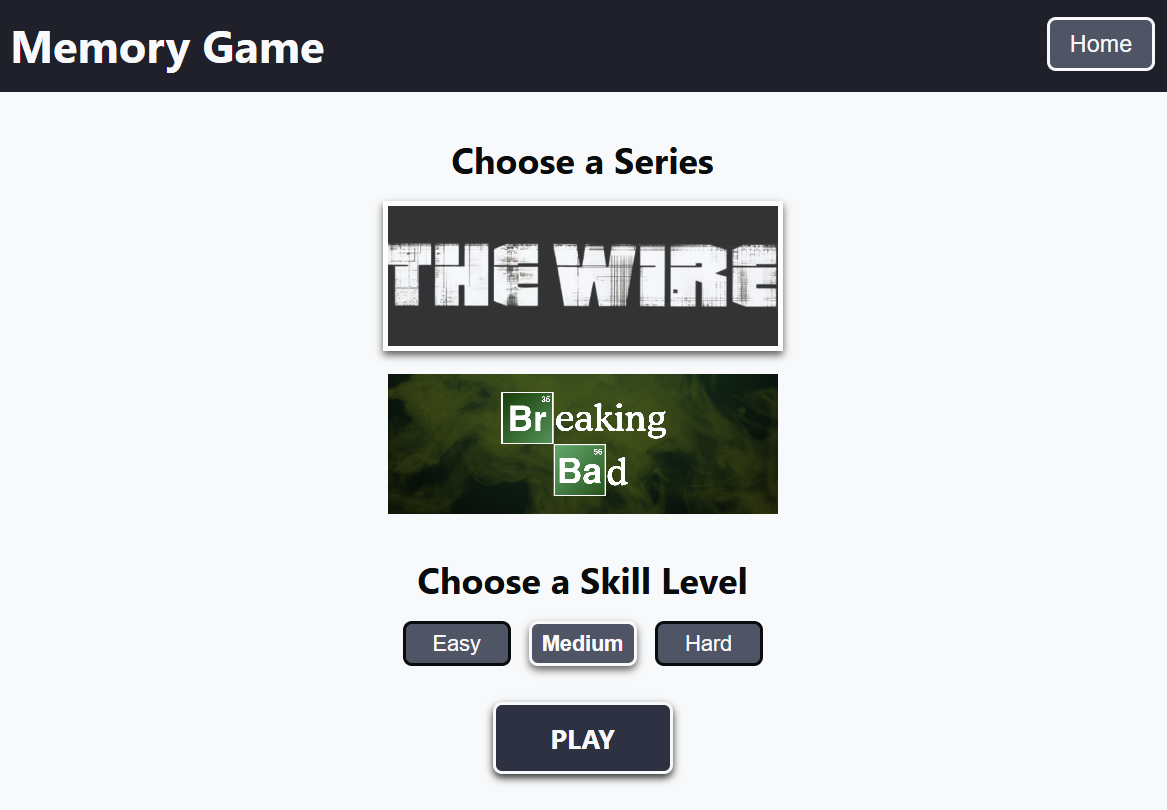 Memory Game
Home
Choose a Series
THE WIRE
35
Breaking
56
Bad
Choose a Skill Level
Easy Medium Hard
PLAY